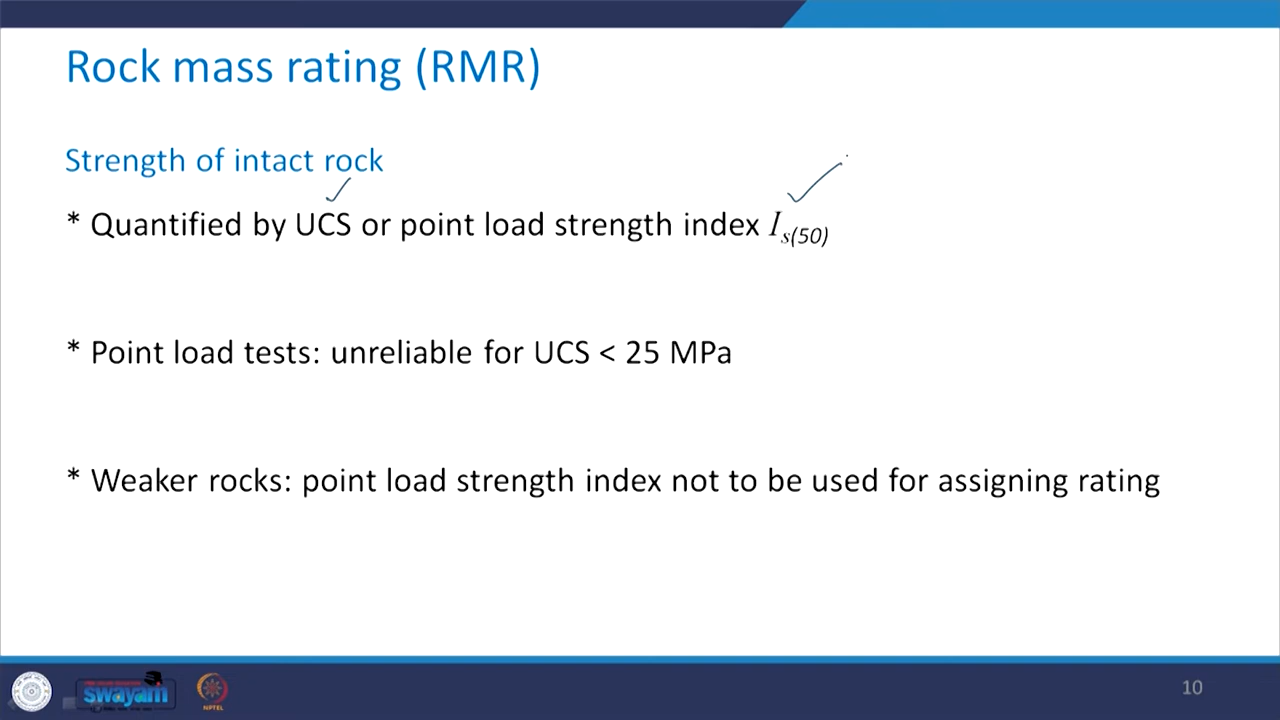 Rock mass rating (RMR)
Strength of intact rock
* Quantified by UCS or point load strength index Is(50)
* Point load tests: unreliable for UCS < 25 MPa
* Weaker rocks: point load strength index not to be used for assigning rating
swayam
NPTEL
10